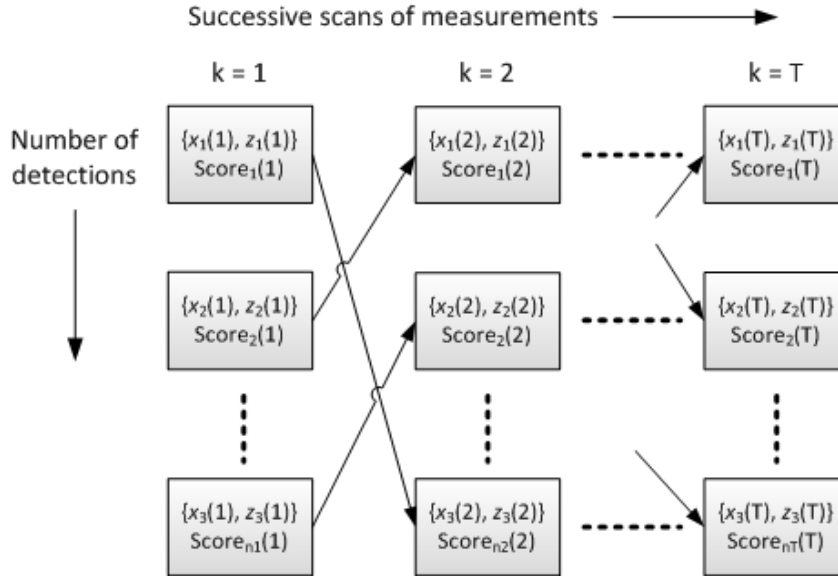 Successive scans of measurements
k = 1
k = 2
k = T
Number of
detections
{x₁(1), z₁(1)}
Score₁(1)
{x₁(2), z₁(2)}
Score₁(2)
{x₁(T), z₁(T)}
Score₁(T)
{x₂(1), z₂(1)}
Score₂(1)
{x₂(2), z₂(2)}
Score₂(2)
{x₂(T), z₂(T)}
Score₂(T)
{x₃(1), z₃(1)}
Scoreₙ₁(1)
{x₃(2), z₃(2)}
Scoreₙ₂(2)
{x₃(T), z₃(T)}
Scoreₙₜ(T)